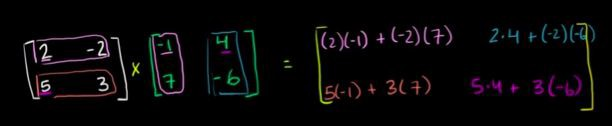 [2 -2] × [-1 4] = [(2)(-1) + (-2)(7) 2·4 + (-2)(-6)]
[5 3] [7 -6] [5(-1) + 3(7) 5·4 + 3(-6)]